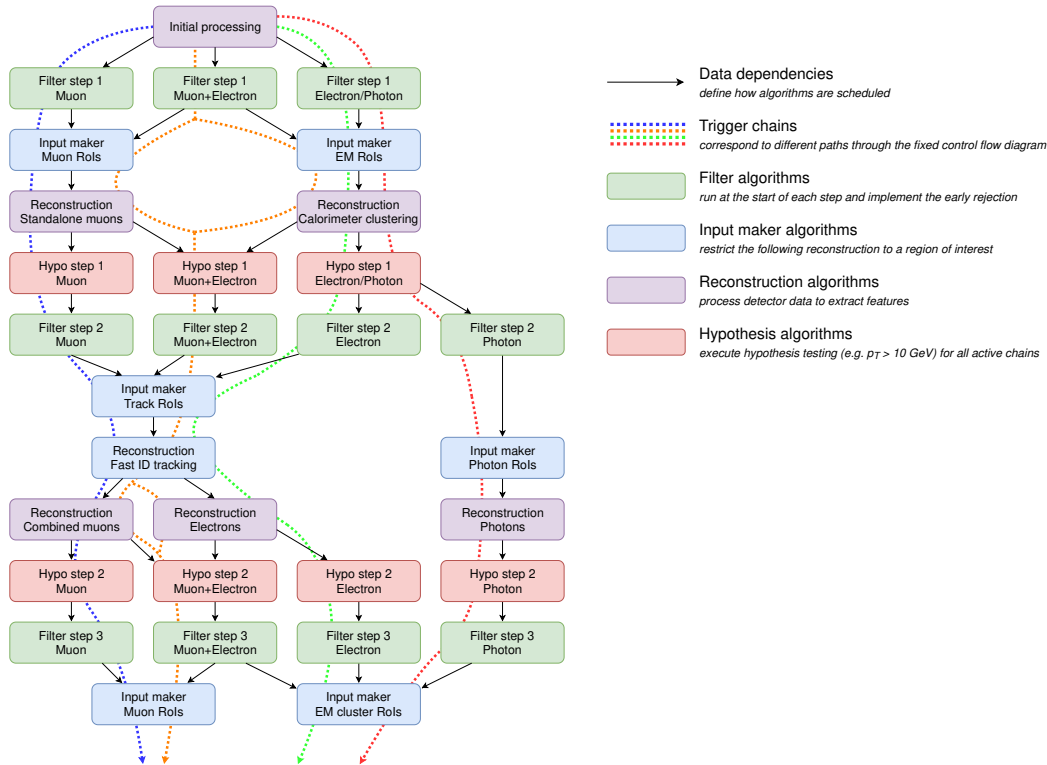 Initial processing
Filter step 1
Muon
Filter step 1
Muon+Electron
Filter step 1
Electron/Photon
Input maker
Muon RoIs
Input maker
EM RoIs
Reconstruction
Standalone muons
Reconstruction
Calorimeter clustering
Hypo step 1
Muon
Hypo step 1
Muon+Electron
Hypo step 1
Electron/Photon
Filter step 2
Muon
Filter step 2
Muon+Electron
Filter step 2
Electron
Filter step 2
Photon
Input maker
Track RoIs
Reconstruction
Fast ID tracking
Input maker
Photon RoIs
Reconstruction
Combined muons
Reconstruction
Electrons
Reconstruction
Photons
Hypo step 2
Muon
Hypo step 2
Muon+Electron
Hypo step 2
Electron
Hypo step 2
Photon
Filter step 3
Muon
Filter step 3
Muon+Electron
Filter step 3
Electron
Filter step 3
Photon
Input maker
Muon RoIs
Input maker
EM cluster RoIs
Data dependencies
define how algorithms are scheduled
Trigger chains
correspond to different paths through the fixed control flow diagram
Filter algorithms
run at the start of each step and implement the early rejection
Input maker algorithms
restrict the following reconstruction to a region of interest
Reconstruction algorithms
process detector data to extract features
Hypothesis algorithms
execute hypothesis testing (e.g. p_T > 10 GeV) for all active chains